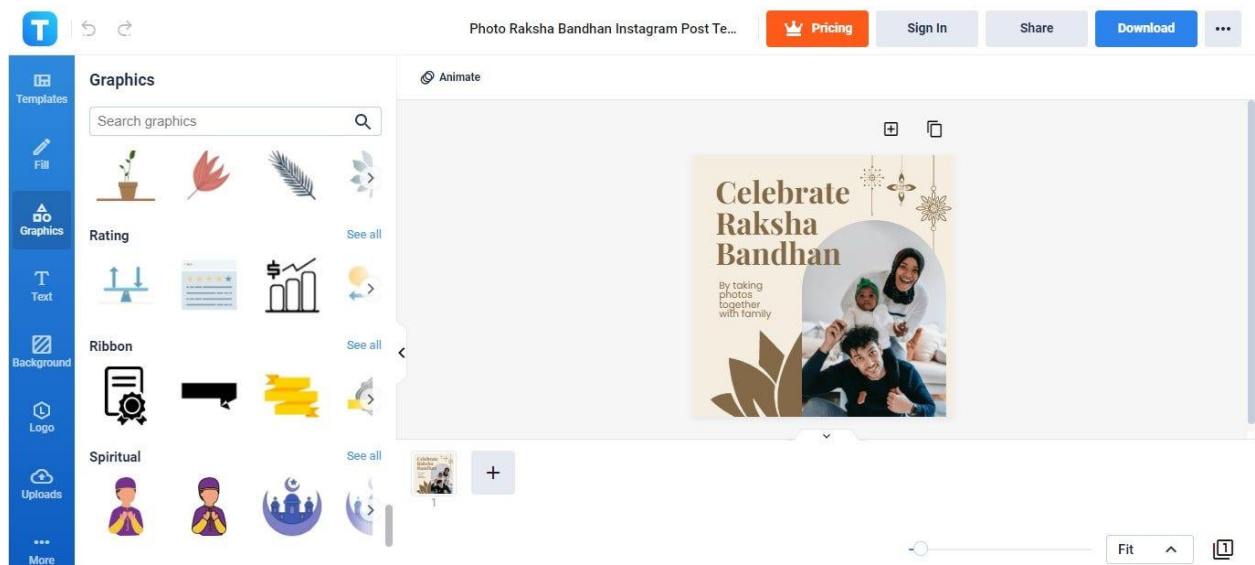 T
Photo Raksha Bandhan Instagram Post Te...
Pricing
Sign In
Share
Download
Templates
Fill
Graphics
Text
Background
Logo
Uploads
More
Graphics
Search graphics
Rating
See all
Ribbon
See all
Spiritual
See all
Animate
Celebrate
Raksha
Bandhan
By taking
photos
together
with family
1
Fit
1